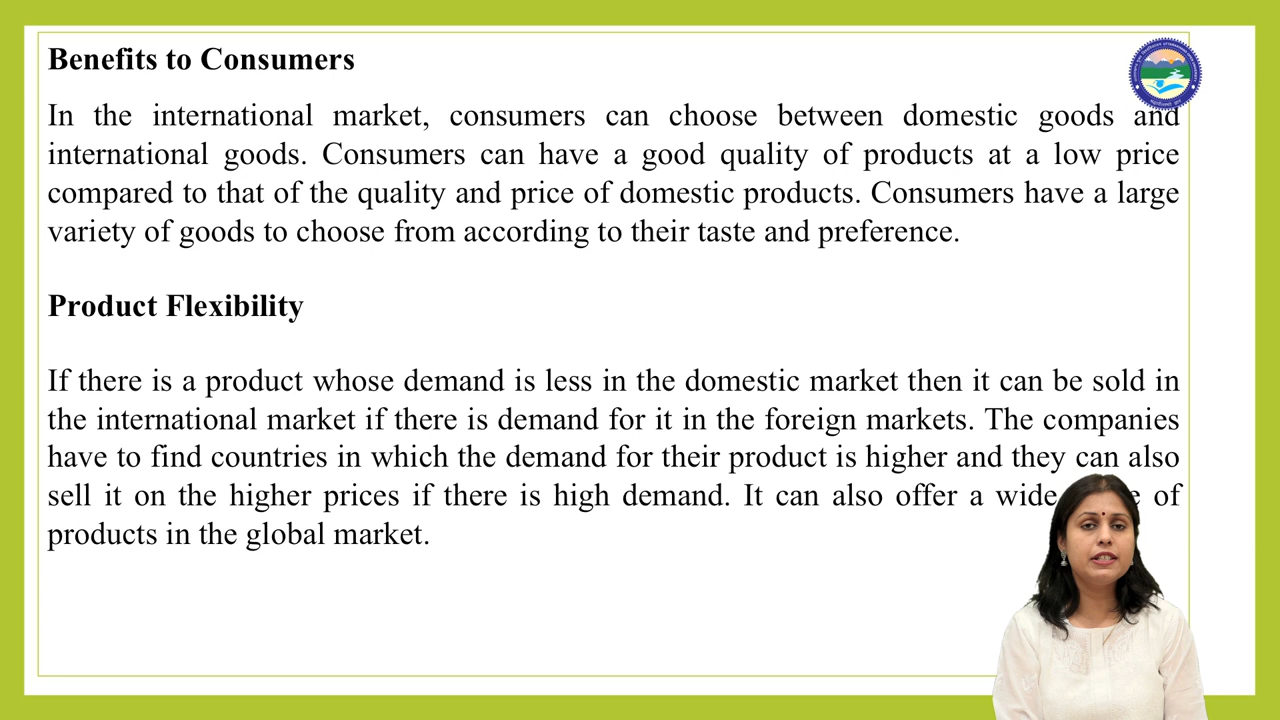 Benefits to Consumers
In the international market, consumers can choose between domestic goods and
international goods. Consumers can have a good quality of products at a low price
compared to that of the quality and price of domestic products. Consumers have a large
variety of goods to choose from according to their taste and preference.
Product Flexibility
If there is a product whose demand is less in the domestic market then it can be sold in
the international market if there is demand for it in the foreign markets. The companies
have to find countries in which the demand for their product is higher and they can also
sell it on the higher prices if there is high demand. It can also offer a wide of
products in the global market.